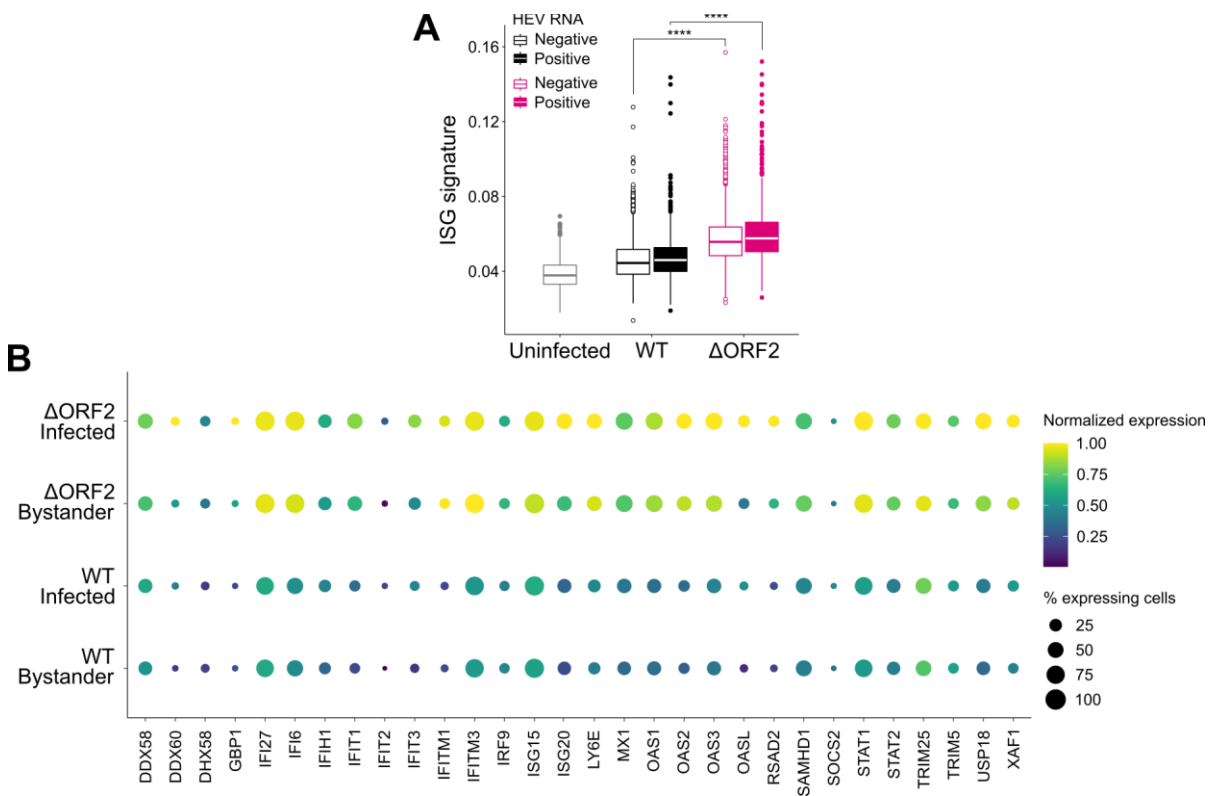 A
HEV RNA
Negative
Positive
Negative
Positive
****
****
0.16
0.12
0.08
0.04
ISG signature
Uninfected
WT
ΔORF2
B
ΔORF2
Infected
ΔORF2
Bystander
WT
Infected
WT
Bystander
Normalized expression
1.00
0.75
0.50
0.25
% expressing cells
25
50
75
100
DDX58
DDX60
DHX58
GBP1
IFI27
IFI6
IFIH1
IFIT1
IFIT2
IFIT3
IFITM1
IFITM3
IRF9
ISG15
ISG20
LY6E
MX1
OAS1
OAS2
OAS3
OASL
RSAD2
SAMHD1
SOCS2
STAT1
STAT2
TRIM25
TRIM5
USP18
XAF1